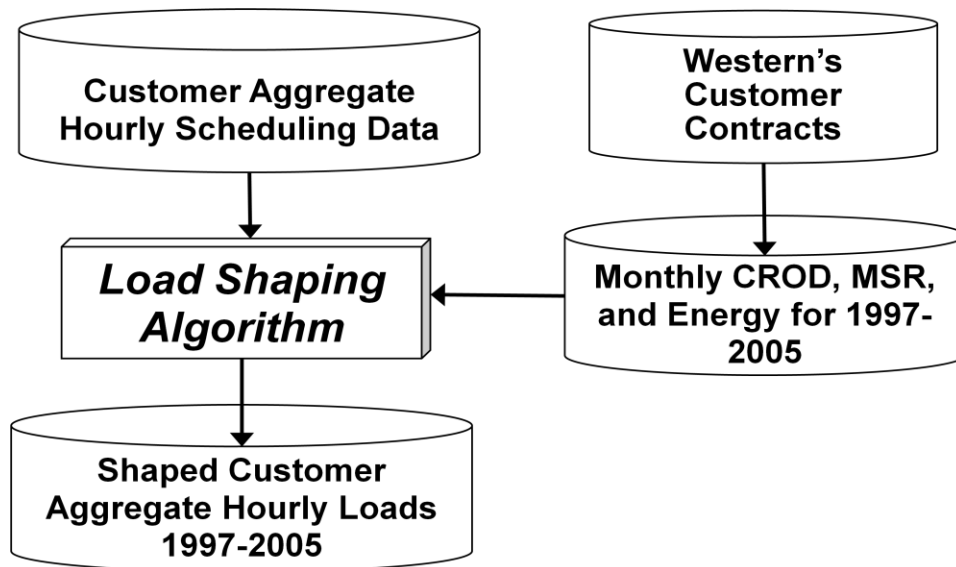 Customer Aggregate
Hourly Scheduling Data
Western's
Customer
Contracts
Load Shaping
Algorithm
Monthly CROD, MSR,
and Energy for 1997-
2005
Shaped Customer
Aggregate Hourly Loads
1997-2005